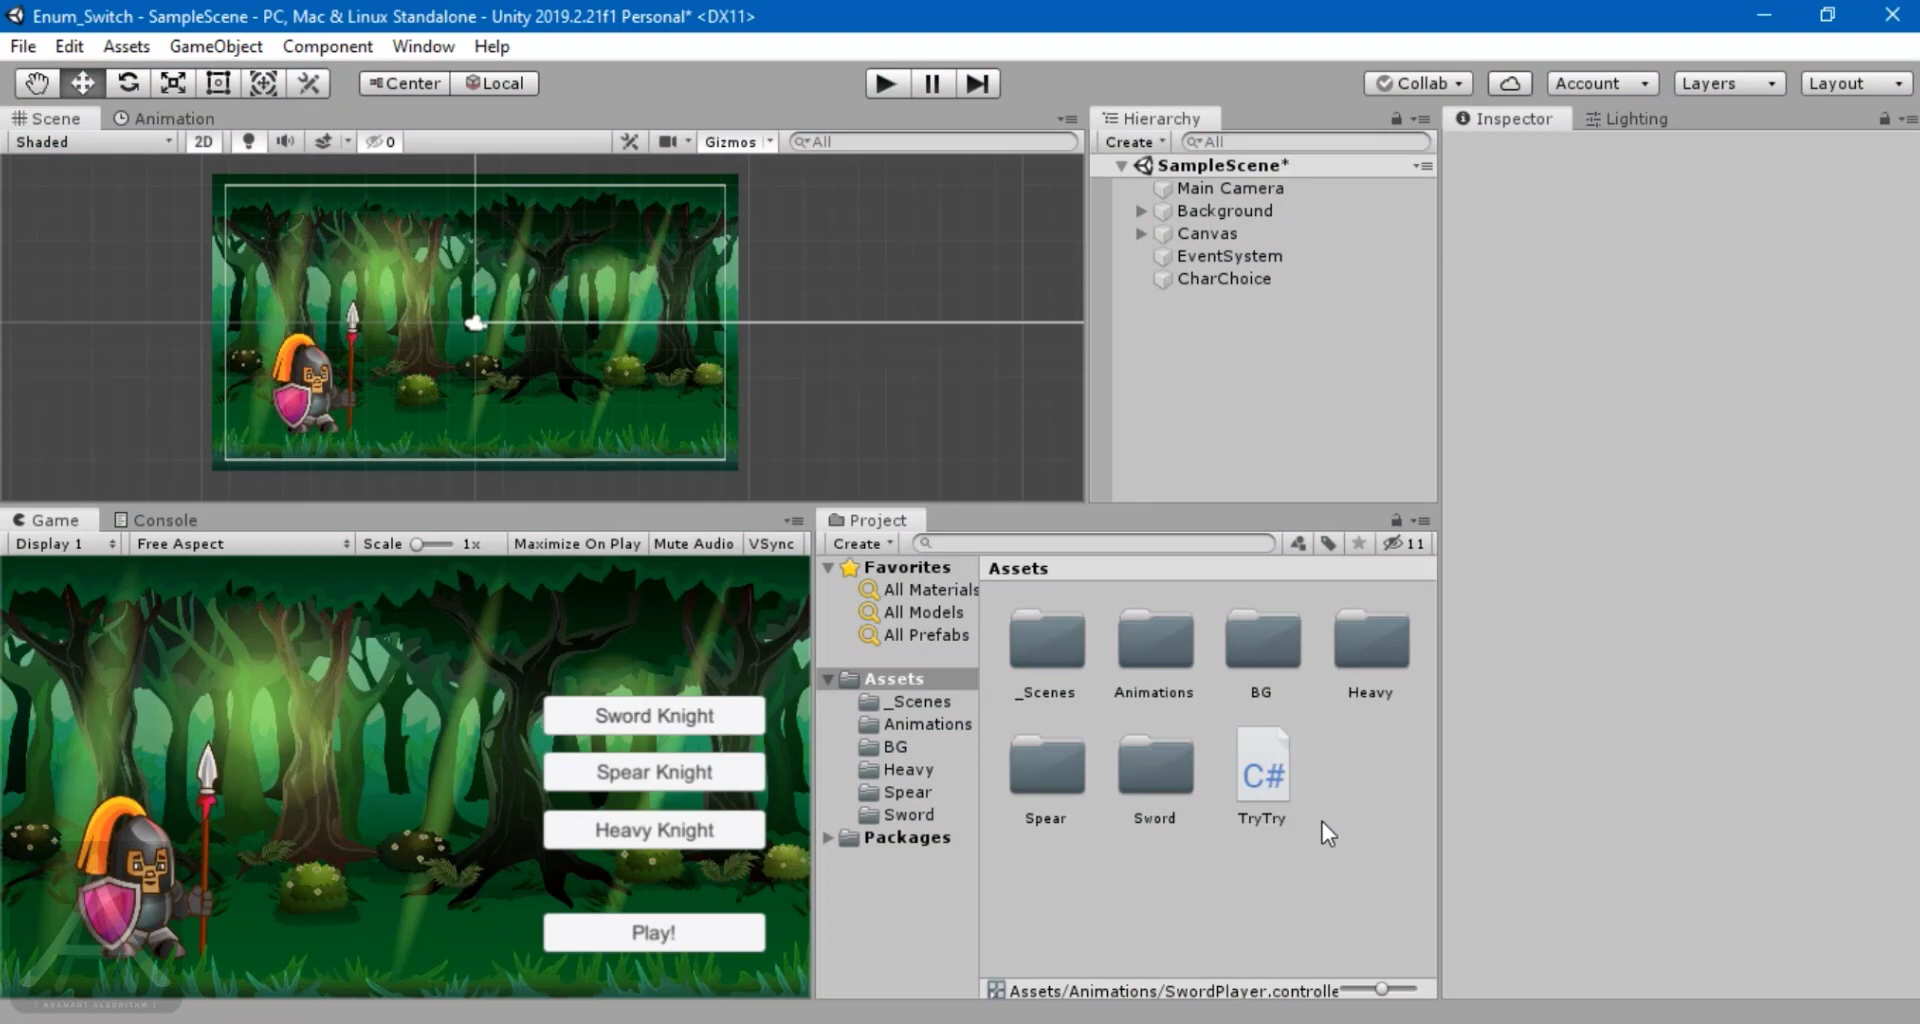 Enum_Switch - SampleScene - PC, Mac & Linux Standalone - Unity 2019.2.21f1 Personal* <DX11>
File Edit Assets GameObject Component Window Help
Center Local Collab Account Layers Layout
Scene Animation
Shaded 2D 0 Gizmos All
Hierarchy
Create All
SampleScene*
Main Camera
Background
Canvas
EventSystem
CharChoice
Inspector Lighting
Game Console
Display 1 Free Aspect Scale 1x Maximize On Play Mute Audio VSync
Sword Knight
Spear Knight
Heavy Knight
Play!
ADAMANT ALGORITHM
Project
Create 11
Favorites
All Materials
All Models
All Prefabs
Assets
_Scenes
Animations
BG
Heavy
Spear
Sword
Packages
Assets
_Scenes Animations BG Heavy
C#
Spear Sword TryTry
Assets/Animations/SwordPlayer.controlle